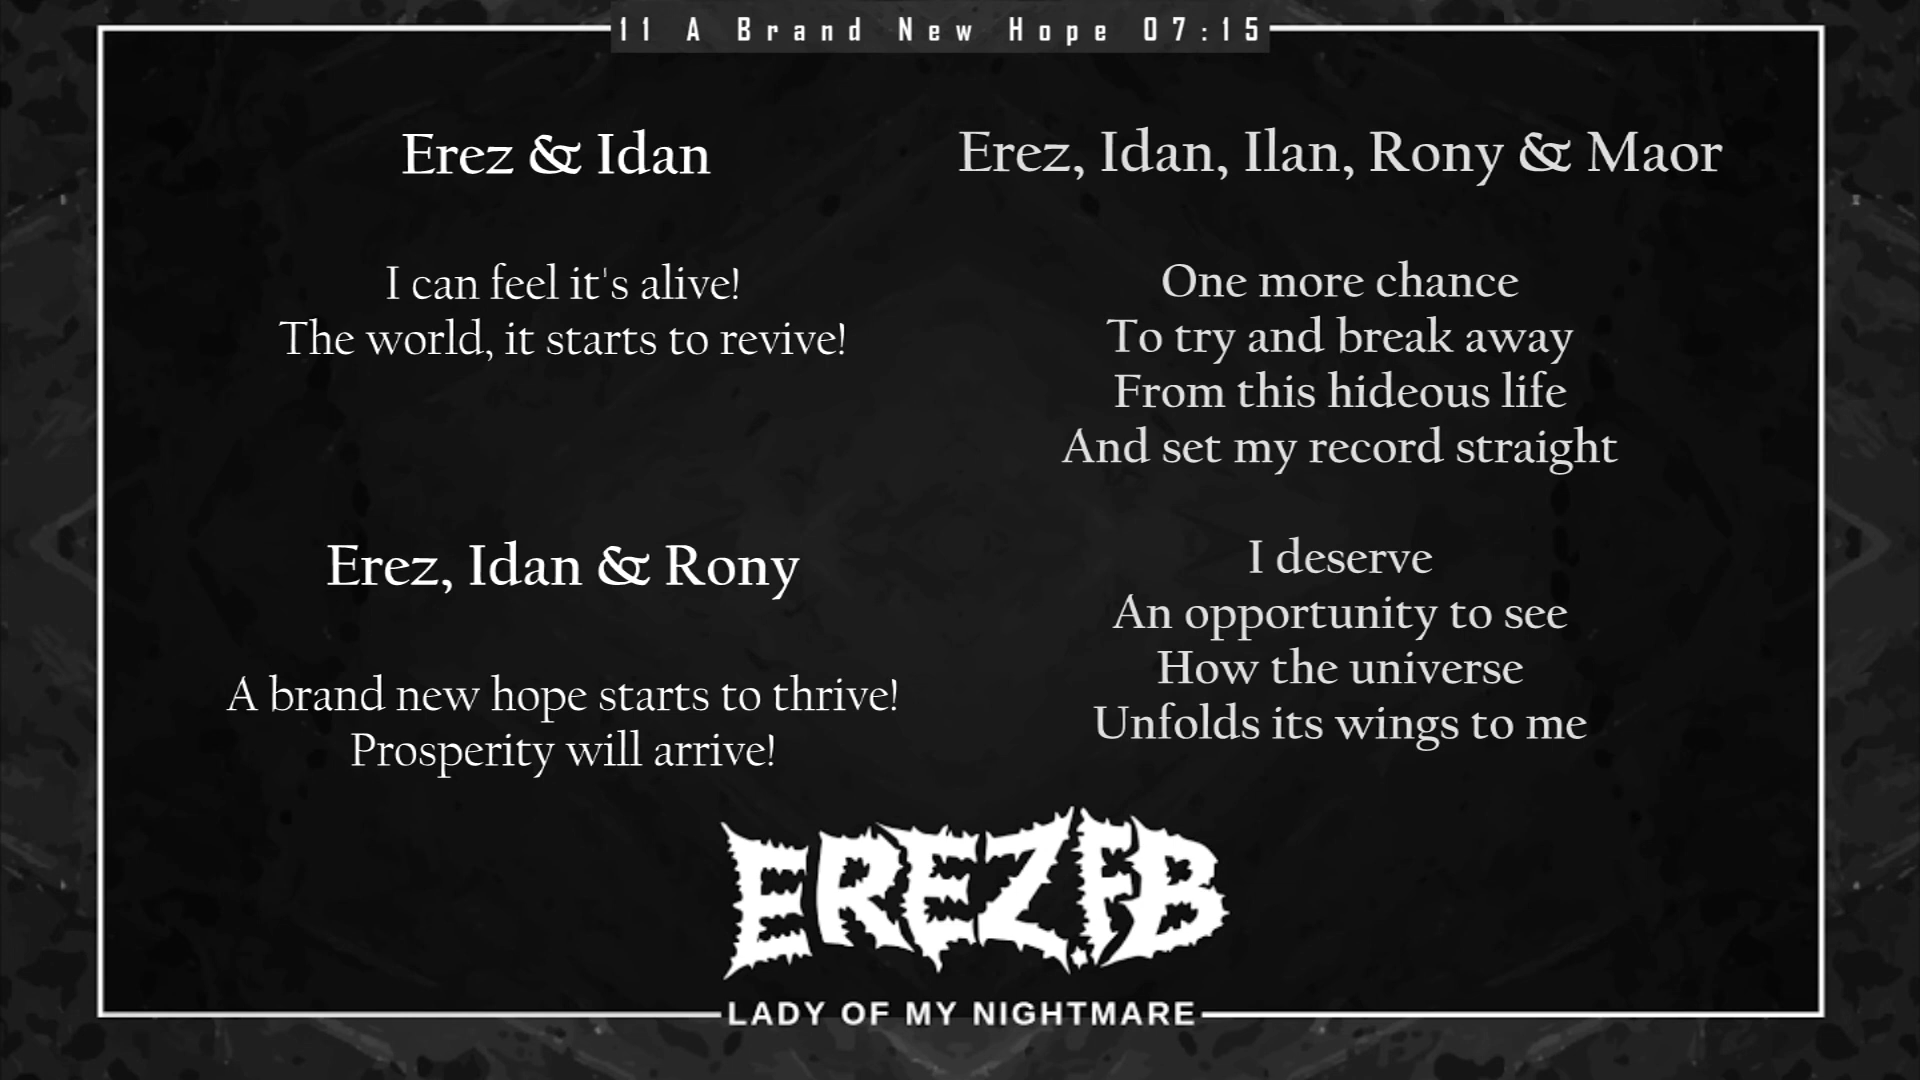 11 A Brand New Hope 07:15
Erez & Idan
I can feel it's alive!
The world, it starts to revive!
Erez, Idan & Rony
A brand new hope starts to thrive!
Prosperity will arrive!
Erez, Idan, Ilan, Rony & Maor
One more chance
To try and break away
From this hideous life
And set my record straight
I deserve
An opportunity to see
How the universe
Unfolds its wings to me
EREZ.FB
LADY OF MY NIGHTMARE